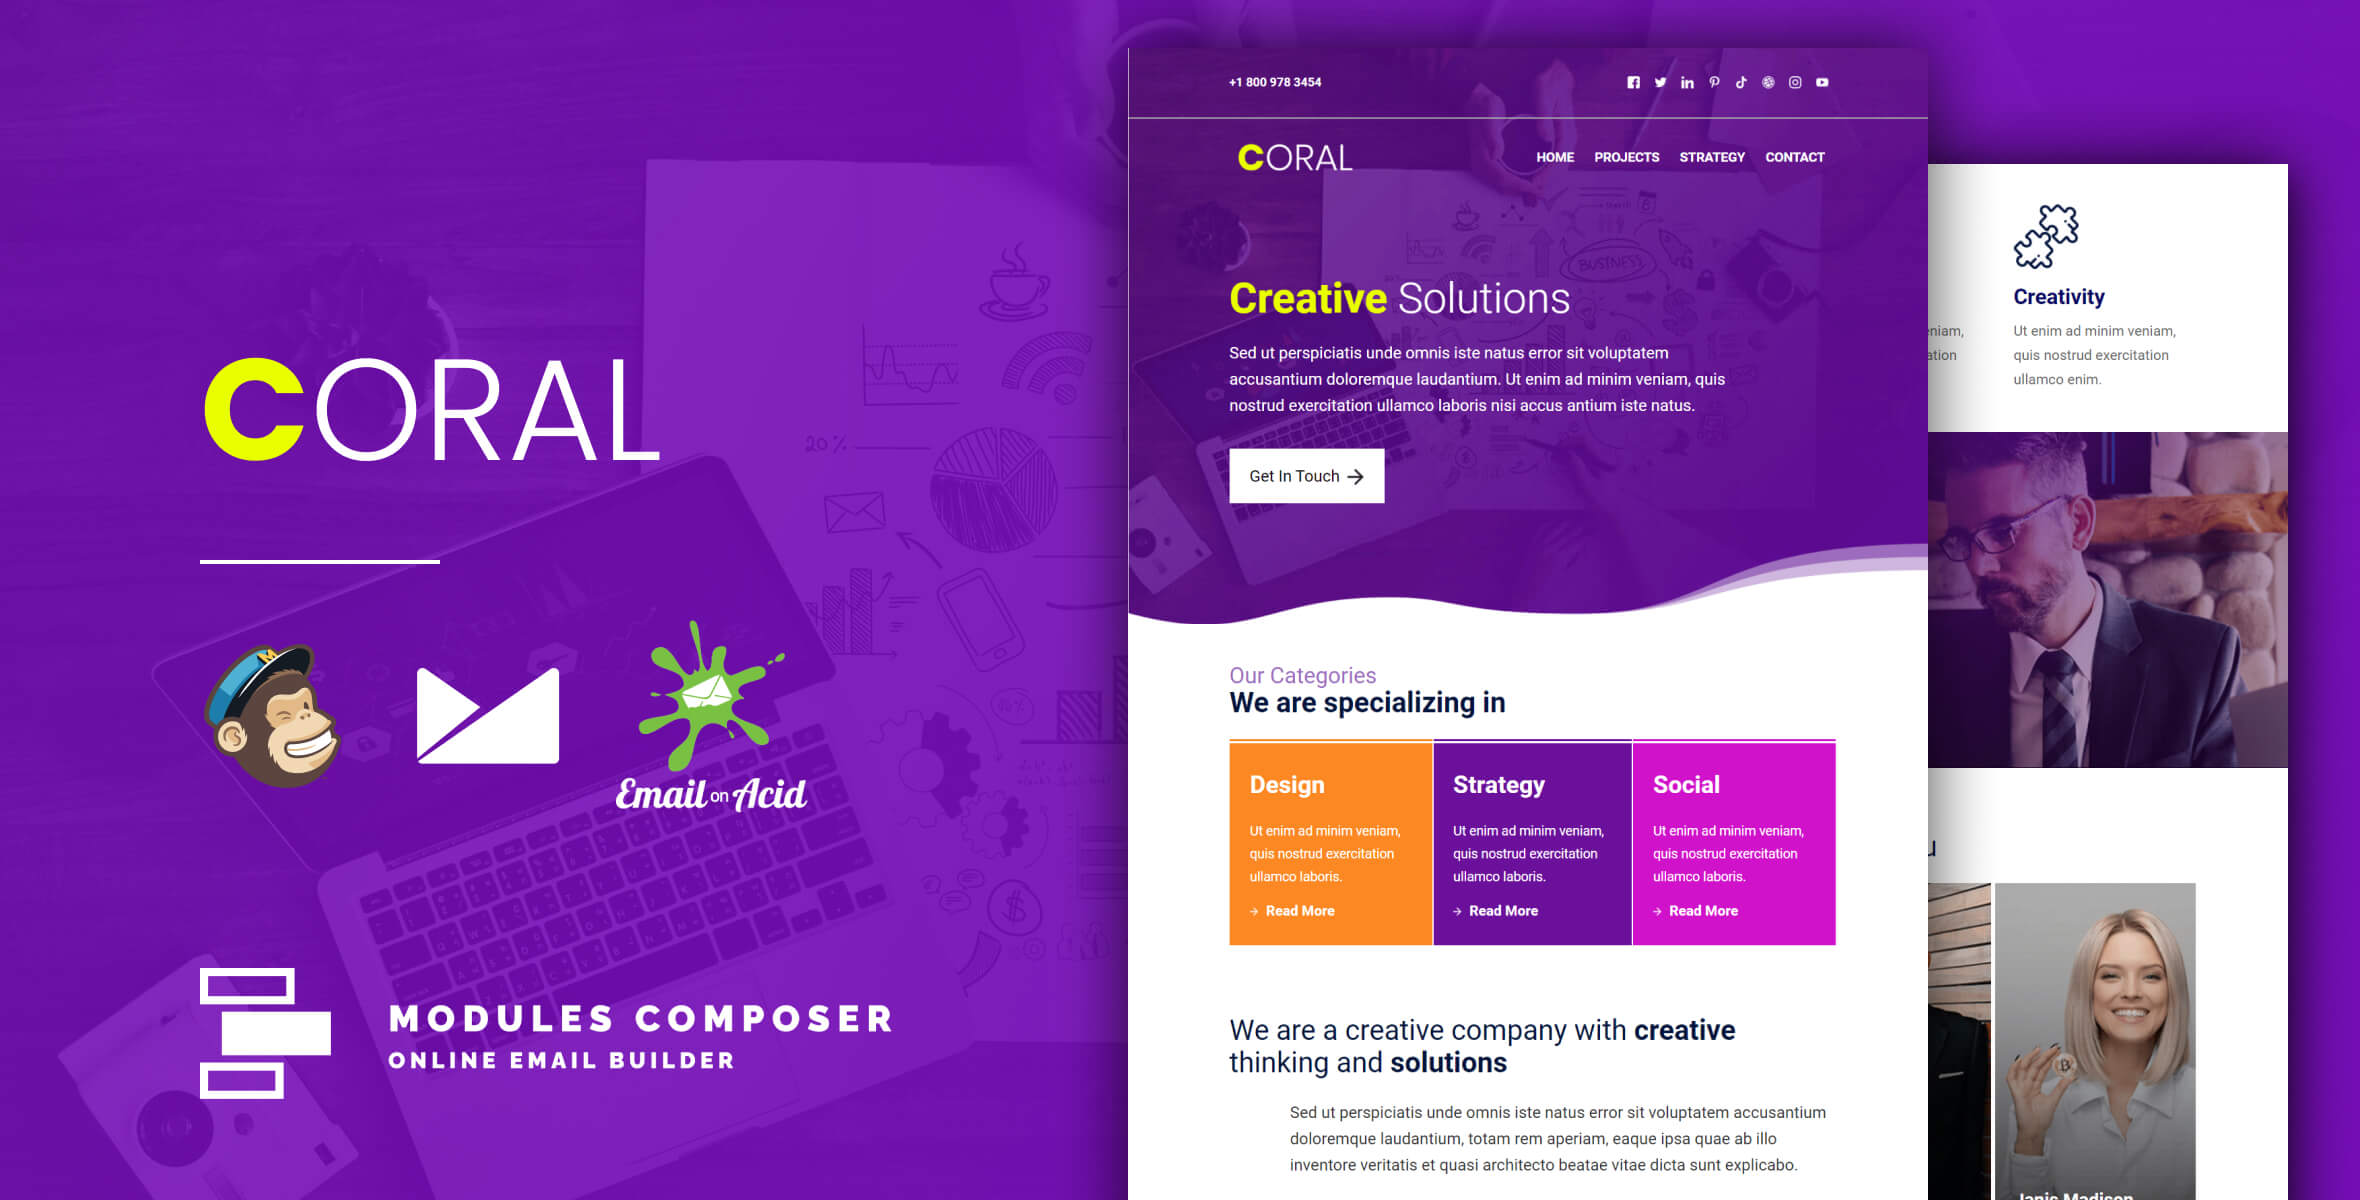 CORAL
20%
Email on Acid
MODULES COMPOSER
ONLINE EMAIL BUILDER
+1 800 978 3454
CORAL
HOME PROJECTS STRATEGY CONTACT
BUSINESS
Creative Solutions
Sed ut perspiciatis unde omnis iste natus error sit voluptatem
accusantium doloremque laudantium. Ut enim ad minim veniam, quis
nostrud exercitation ullamco laboris nisi accus antium iste natus.
Get In Touch
Our Categories
We are specializing in
Design
Ut enim ad minim veniam,
quis nostrud exercitation
ullamco laboris.
Read More
Strategy
Ut enim ad minim veniam,
quis nostrud exercitation
ullamco laboris.
Read More
Social
Ut enim ad minim veniam,
quis nostrud exercitation
ullamco laboris.
Read More
We are a creative company with creative
thinking and solutions
Sed ut perspiciatis unde omnis iste natus error sit voluptatem accusantium
doloremque laudantium, totam rem aperiam, eaque ipsa quae ab illo
inventore veritatis et quasi architecto beatae vitae dicta sunt explicabo.
Creativity
Ut enim ad minim veniam,
quis nostrud exercitation
ullamco enim.
Janis Madison